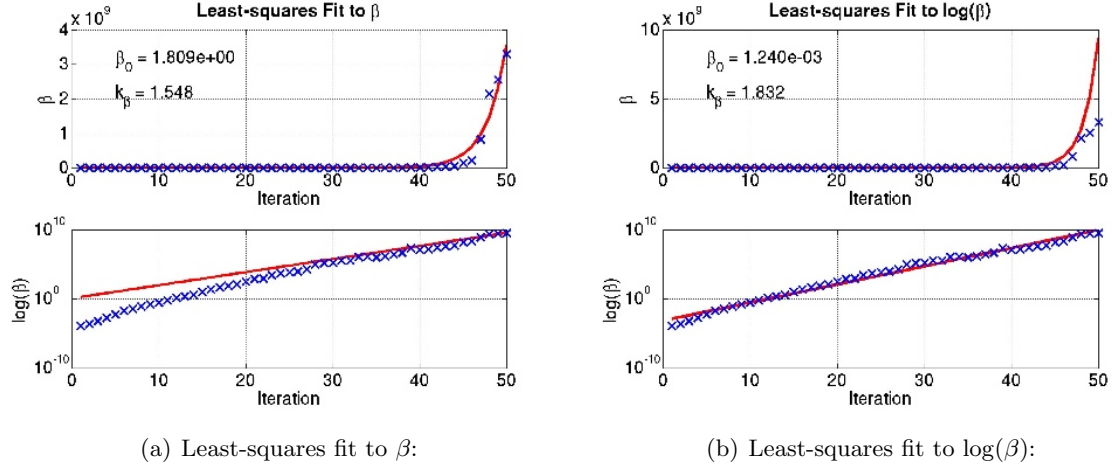 Least-squares Fit to β
x 10^9
4
3
2
1
0
β
β_0 = 1.809e+00
k_β = 1.548
0 10 20 30 40 50
Iteration
10^10
10^0
10^-10
log(β)
0 10 20 30 40 50
Iteration
(a) Least-squares fit to β:
Least-squares Fit to log(β)
x 10^9
10
5
0
β
β_0 = 1.240e-03
k_β = 1.832
0 10 20 30 40 50
Iteration
10^10
10^0
10^-10
log(β)
0 10 20 30 40 50
Iteration
(b) Least-squares fit to log(β):